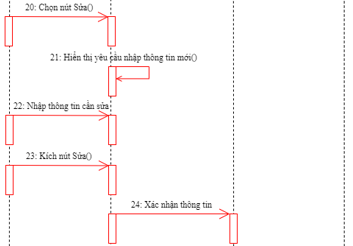 20: Chọn nút Sửa()
21: Hiển thị yêu cầu nhập thông tin mới()
22: Nhập thông tin cần sửa
23: Kích nút Sửa()
24: Xác nhận thông tin